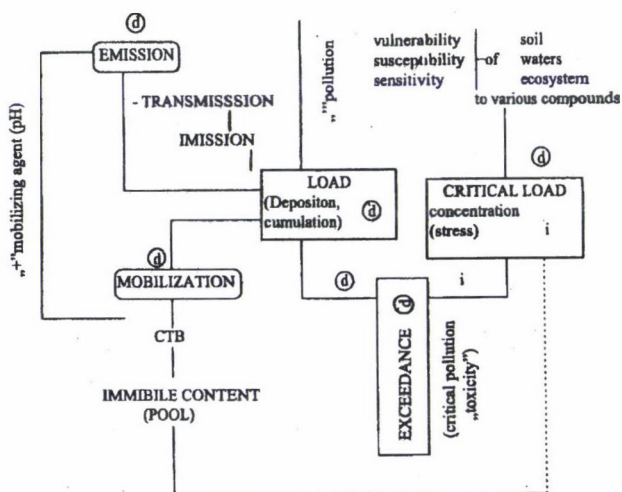 d
EMISSION
- TRANSMISSSION
IMISSION
„+"mobilizing agent (pH)
„"'pollution
vulnerability
susceptibility
sensitivity
of
soil
waters
ecosystem
to various compounds
LOAD
(Depositon,
cumulation)
d
d
CRITICAL LOAD
concentration
(stress)
i
d
MOBILIZATION
CTB
IMMIBILE CONTENT
(POOL)
d
i
EXCEEDANCE
d
(critical pollution
„toxicity")